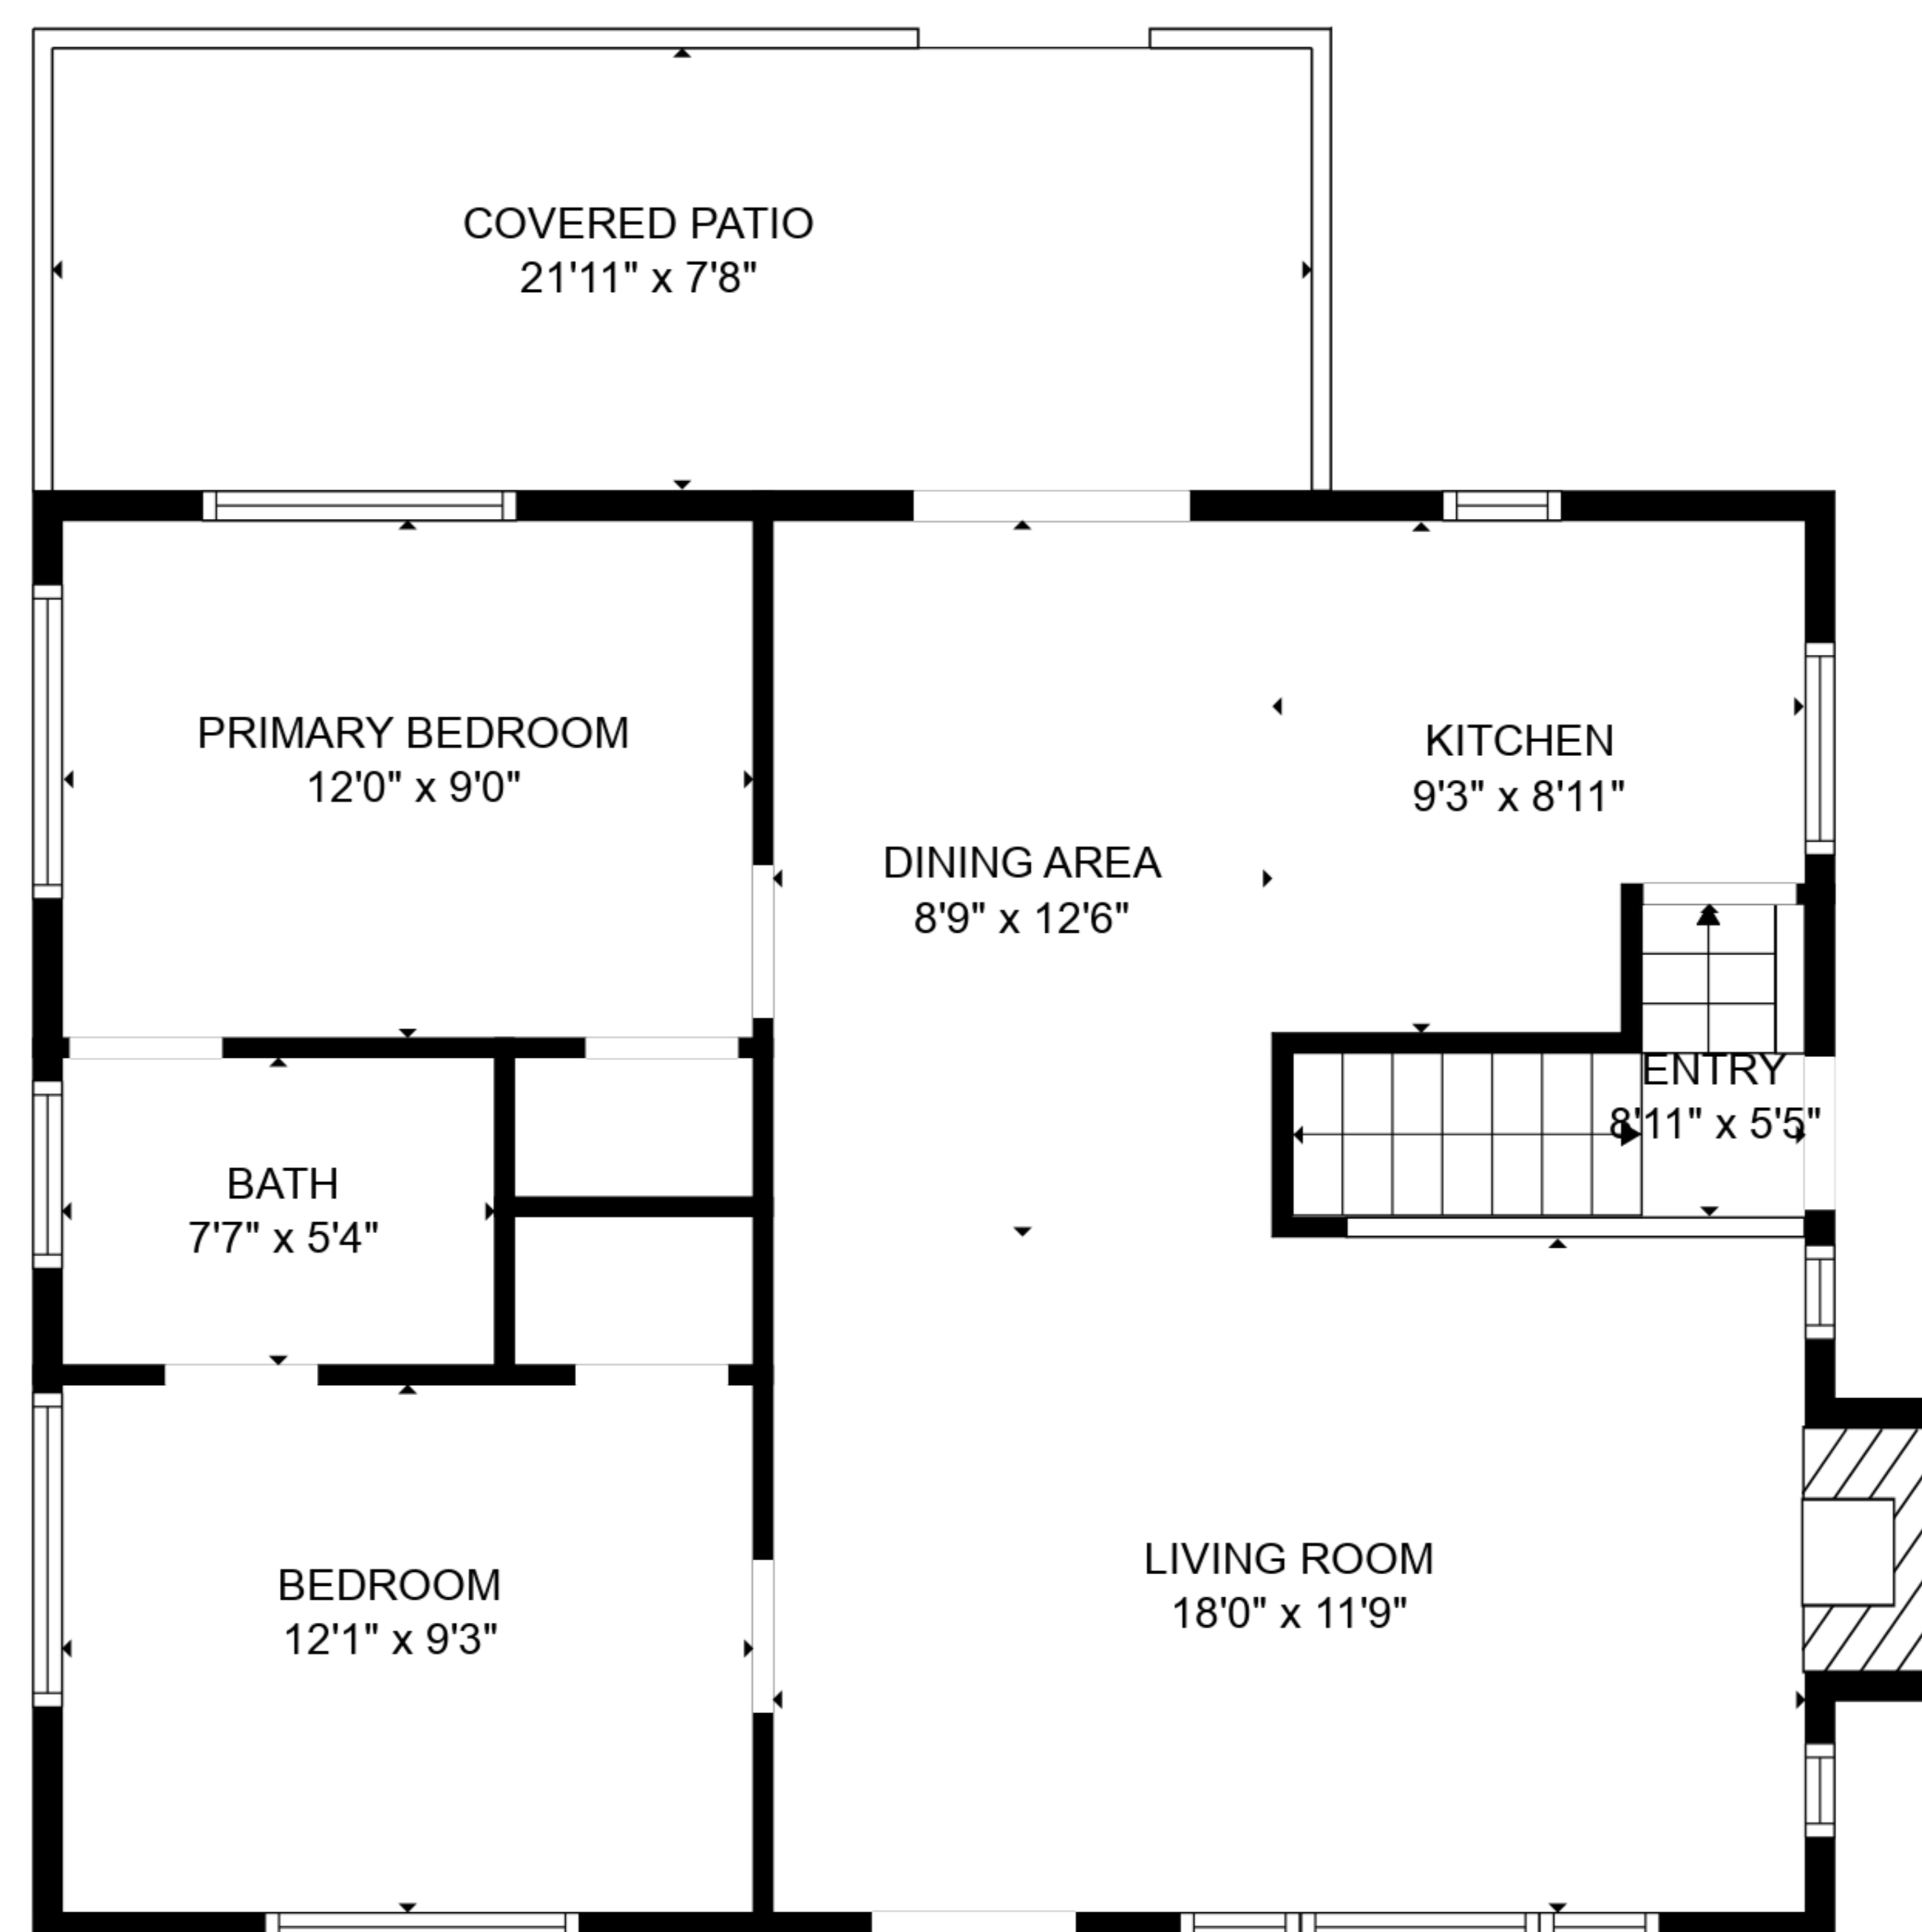 COVERED PATIO
21'11" x 7'8"
PRIMARY BEDROOM
12'0" x 9'0"
KITCHEN
9'3" x 8'11"
DINING AREA
8'9" x 12'6"
ENTRY
8'11" x 5'5"
BATH
7'7" x 5'4"
BEDROOM
12'1" x 9'3"
LIVING ROOM
18'0" x 11'9"